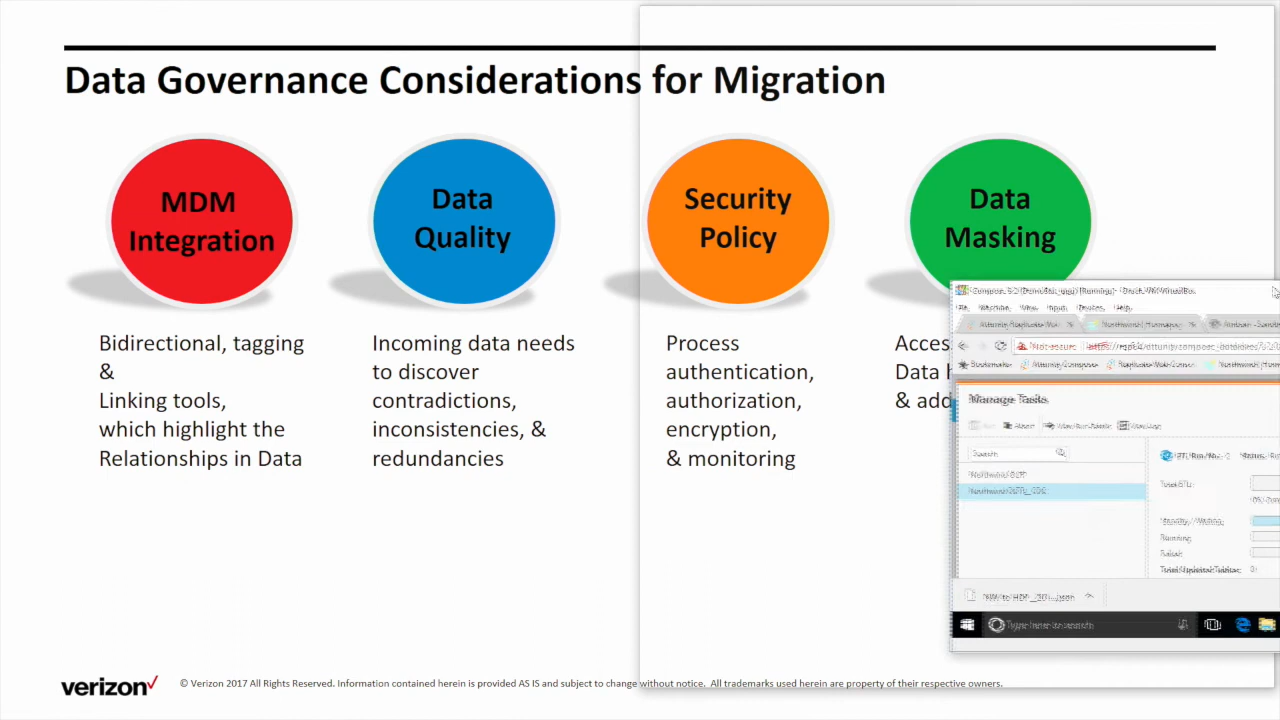 Data Governance Considerations for Migration
MDM
Integration
Data
Quality
Security
Policy
Data
Masking
Bidirectional, tagging
&
Linking tools,
which highlight the
Relationships in Data
Incoming data needs
to discover
contradictions,
inconsistencies, &
redundancies
Process
authentication,
authorization,
encryption,
& monitoring
Data
&
Not secure
Manage Tasks
Search
verizon
© Verizon 2017 All Rights Reserved. Information contained herein is provided AS IS and subject to change without notice. All trademarks used herein are property of their respective owners.